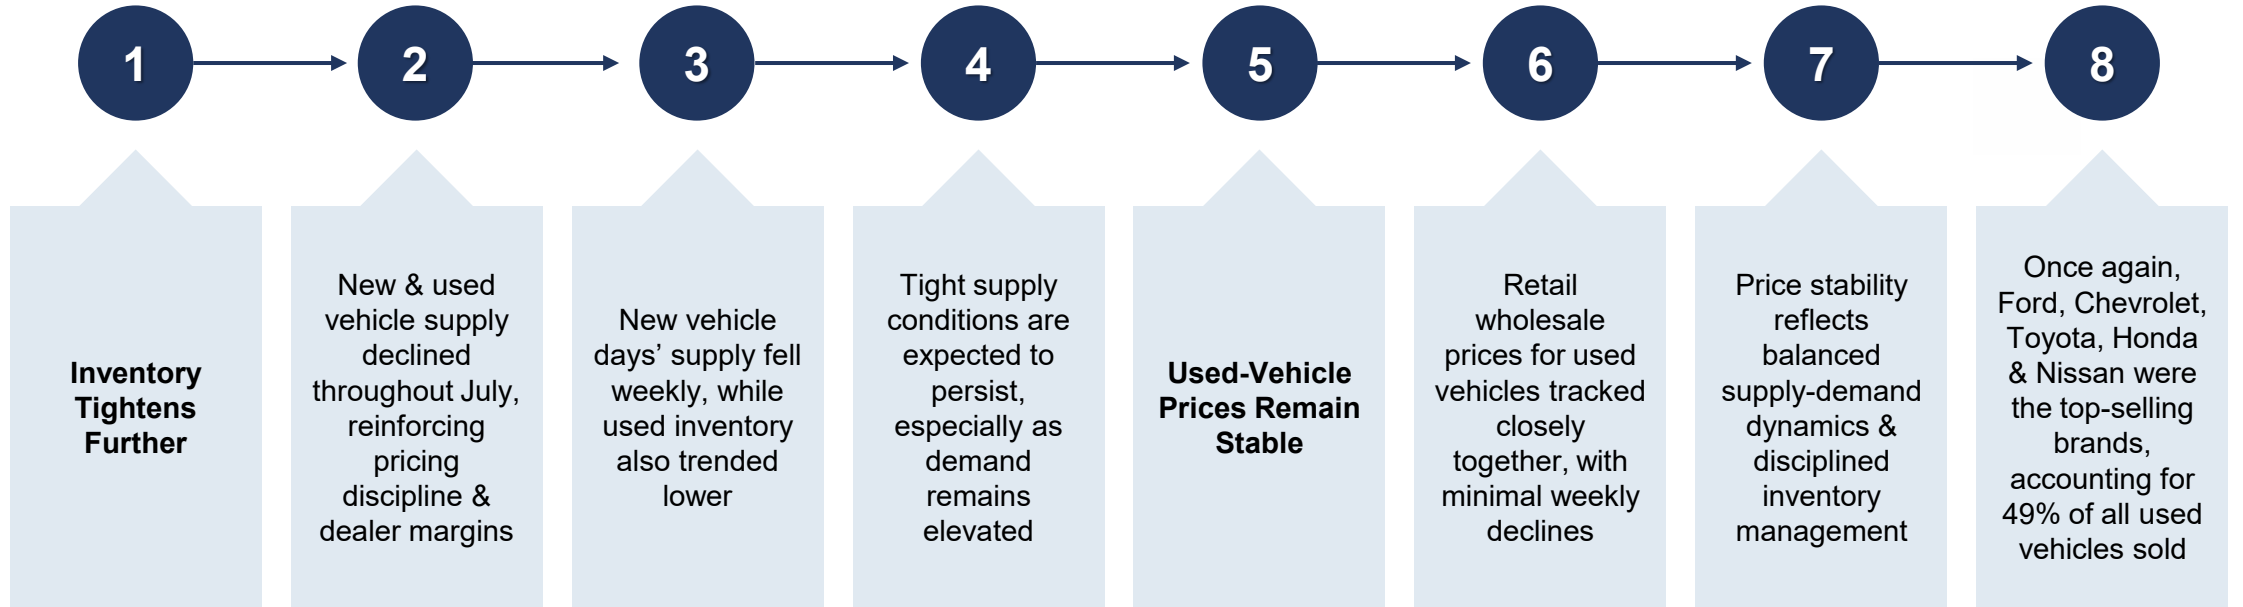 1
2
3
4
5
6
7
8
Inventory
Tightens
Further
New & used
vehicle supply
declined
throughout July,
reinforcing
pricing
discipline &
dealer margins
New vehicle
days’ supply fell
weekly, while
used inventory
also trended
lower
Tight supply
conditions are
expected to
persist,
especially as
demand
remains
elevated
Used-Vehicle
Prices Remain
Stable
Retail
wholesale
prices for used
vehicles tracked
closely
together, with
minimal weekly
declines
Price stability
reflects
balanced
supply-demand
dynamics &
disciplined
inventory
management
Once again,
Ford, Chevrolet,
Toyota, Honda
& Nissan were
the top-selling
brands,
accounting for
49% of all used
vehicles sold